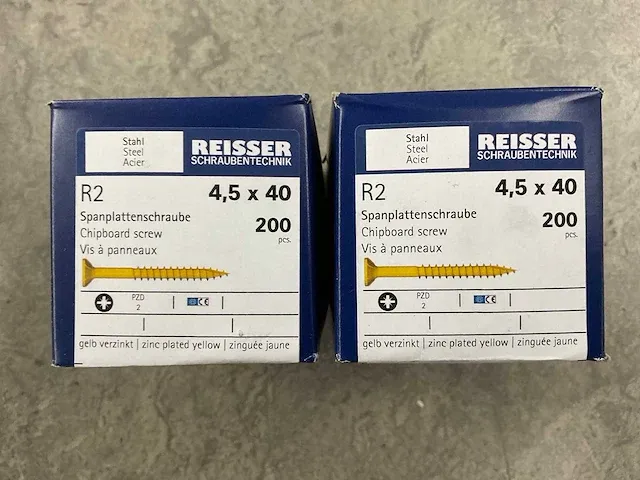 Stahl
Steel
Acier
REISSER
SCHRAUBENTECHNIK
R2
4,5 x 40
Spanplattenschraube
200
Chipboard screw
pcs.
Vis à panneaux
PZD
2
CE
gelb verzinkt | zinc plated yellow | zinguée jaune
Stahl
Steel
Acier
REISSER
SCHRAUBENTECHNIK
R2
4,5 x 40
Spanplattenschraube
200
Chipboard screw
pcs.
Vis à panneaux
PZD
2
CE
gelb verzinkt | zinc plated yellow | zinguée jaune